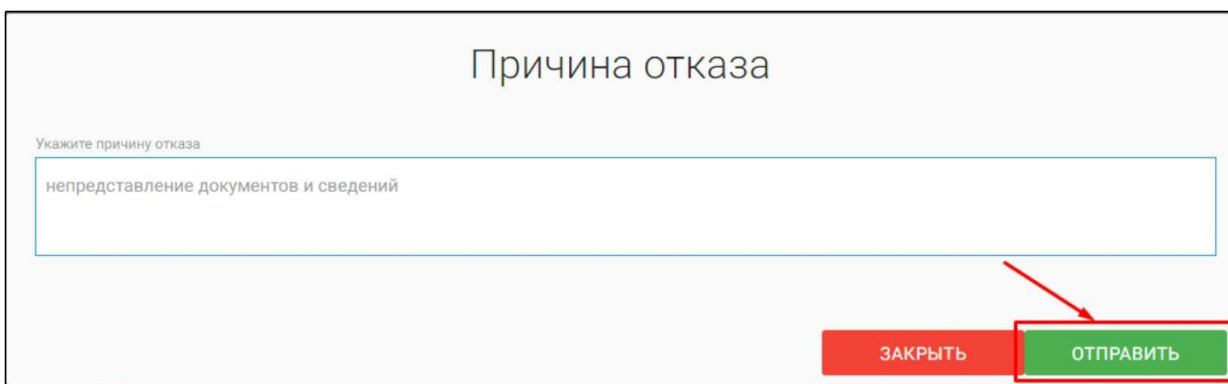 Причина отказа
Укажите причину отказа
непредставление документов и сведений
ЗАКРЫТЬ ОТПРАВИТЬ